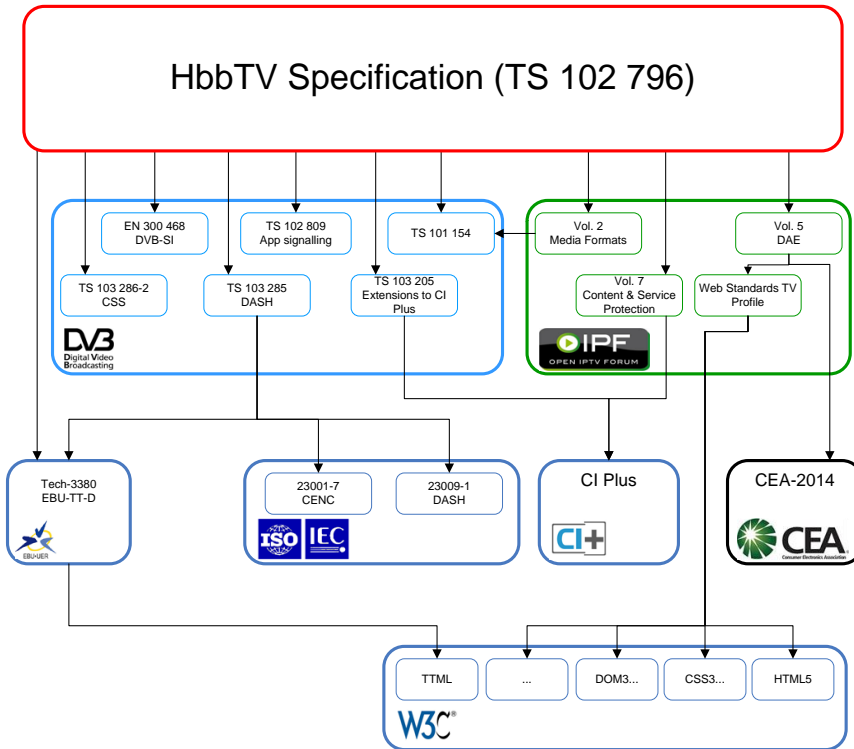 HbbTV Specification (TS 102 796)
EN 300 468
DVB-SI
TS 102 809
App signalling
TS 101 154
Vol. 2
Media Formats
Vol. 5
DAE
TS 103 286-2
CSS
TS 103 285
DASH
TS 103 205
Extensions to CI
Plus
Vol. 7
Content & Service
Protection
Web Standards TV
Profile
DVB
Digital Video
Broadcasting
OIPF
OPEN IPTV FORUM
Tech-3380
EBU-TT-D
EBU·UER
23001-7
CENC
23009-1
DASH
ISO
IEC
CI Plus
CI+
CEA-2014
CEA
Consumer Electronics Association
TTML
...
DOM3...
CSS3...
HTML5
W3C®